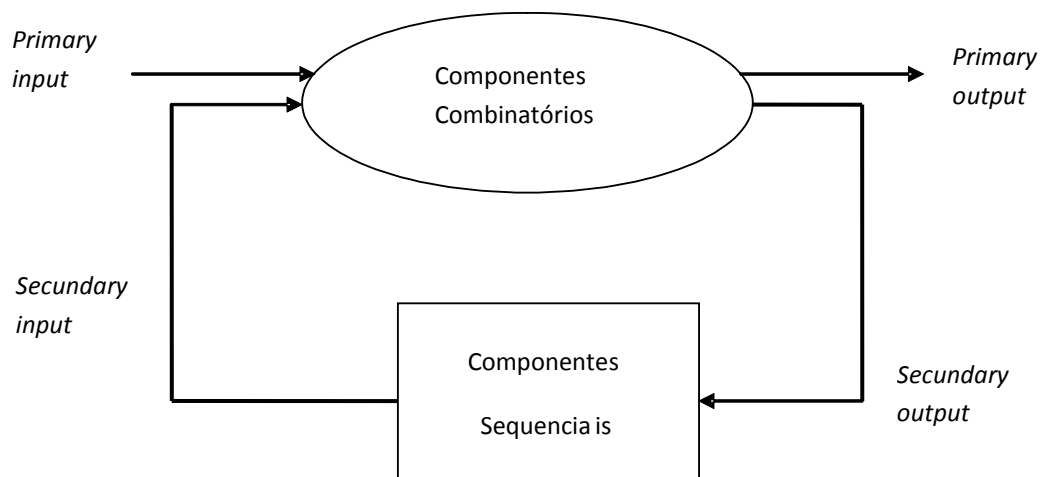 Primary
input
Componentes
Combinatórios
Primary
output
Secundary
input
Componentes
Sequencia is
Secundary
output